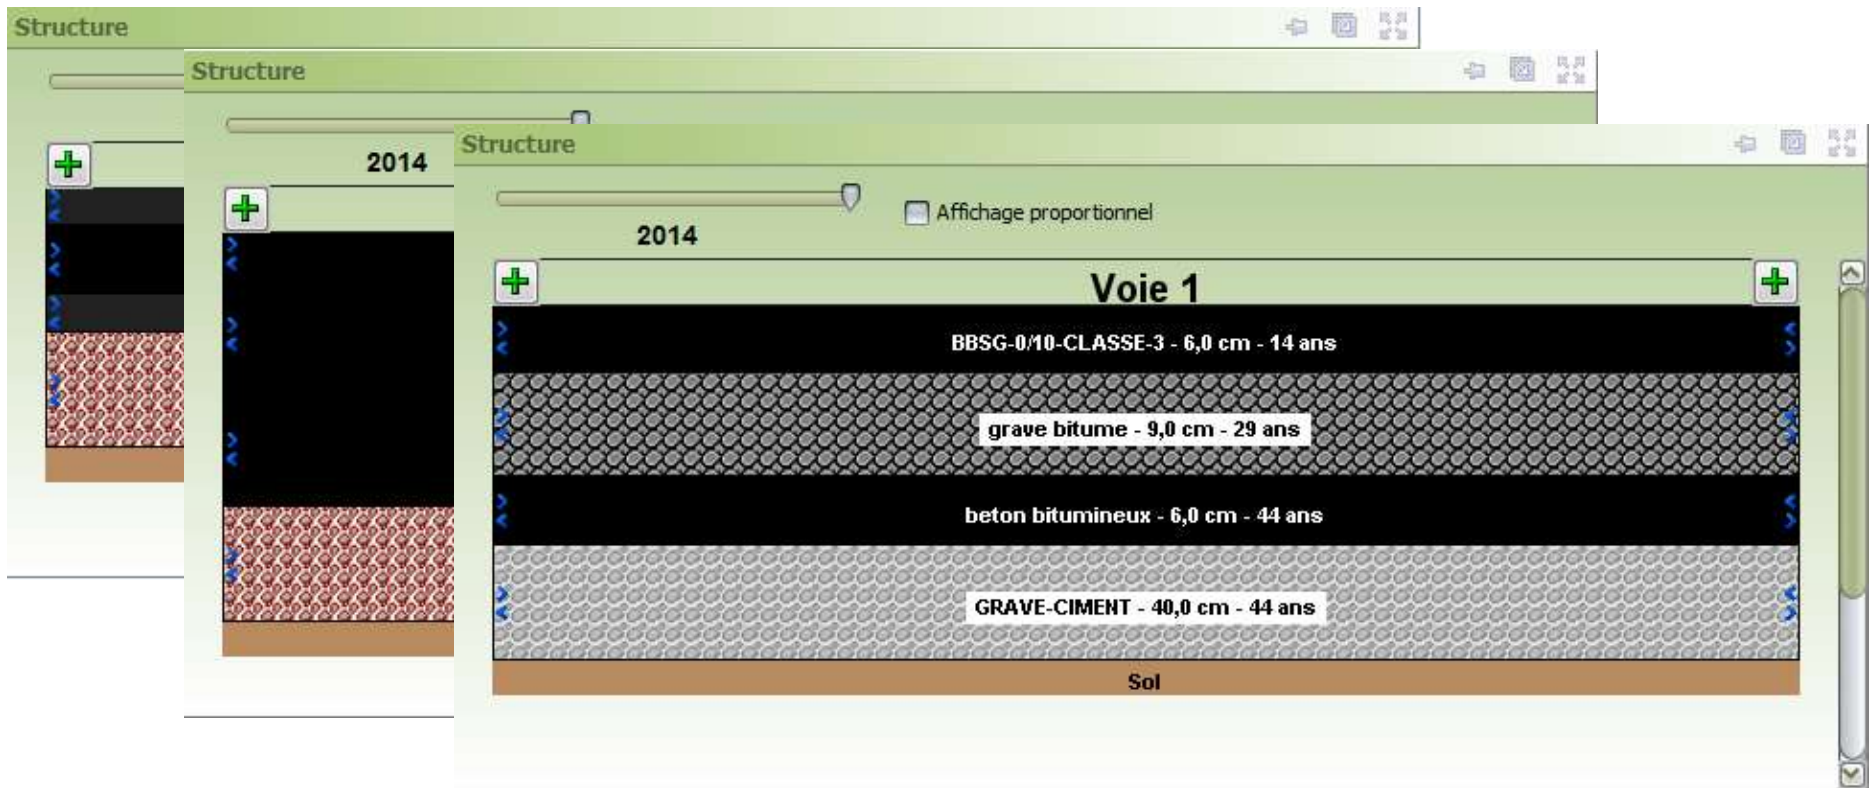 Structure
Structure
2014
Structure
Affichage proportionnel
2014
Voie 1
BBSG-0/10-CLASSE-3 - 6,0 cm - 14 ans
grave bitume - 9,0 cm - 29 ans
beton bitumineux - 6,0 cm - 44 ans
GRAVE-CIMENT - 40,0 cm - 44 ans
Sol